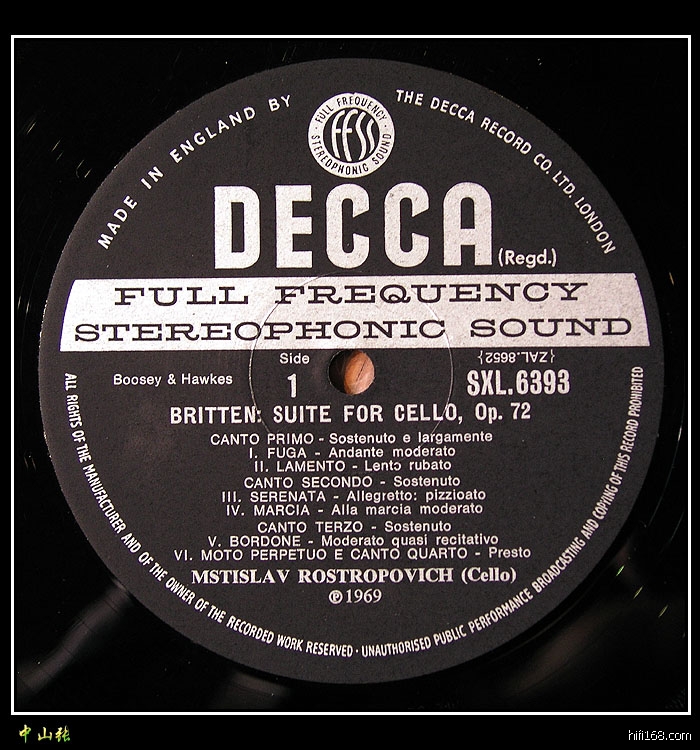 MADE IN ENGLAND BY
THE DECCA RECORD CO. LTD. LONDON
· FULL FREQUENCY ·
FFSS
STEREOPHONIC SOUND
DECCA
(Regd.)
FULL FREQUENCY
STEREOPHONIC SOUND
Boosey & Hawkes
Side
1
{ZAL.8652}
SXL.6393
BRITTEN: SUITE FOR CELLO, Op. 72
CANTO PRIMO - Sostenuto e largamente
I. FUGA - Andante moderato
II. LAMENTO - Lento rubato
CANTO SECONDO - Sostenuto
III. SERENATA - Allegretto: pizzioato
IV. MARCIA - Alla marcia moderato
CANTO TERZO - Sostenuto
V. BORDONE - Moderato quasi recitativo
VI. MOTO PERPETUO E CANTO QUARTO - Presto
MSTISLAV ROSTROPOVICH (Cello)
℗1969
ALL RIGHTS OF THE MANUFACTURER AND OF THE OWNER OF THE RECORDED WORK RESERVED · UNAUTHORISED PUBLIC PERFORMANCE BROADCASTING AND COPYING OF THIS RECORD PROHIBITED
中山张
hifi168.com